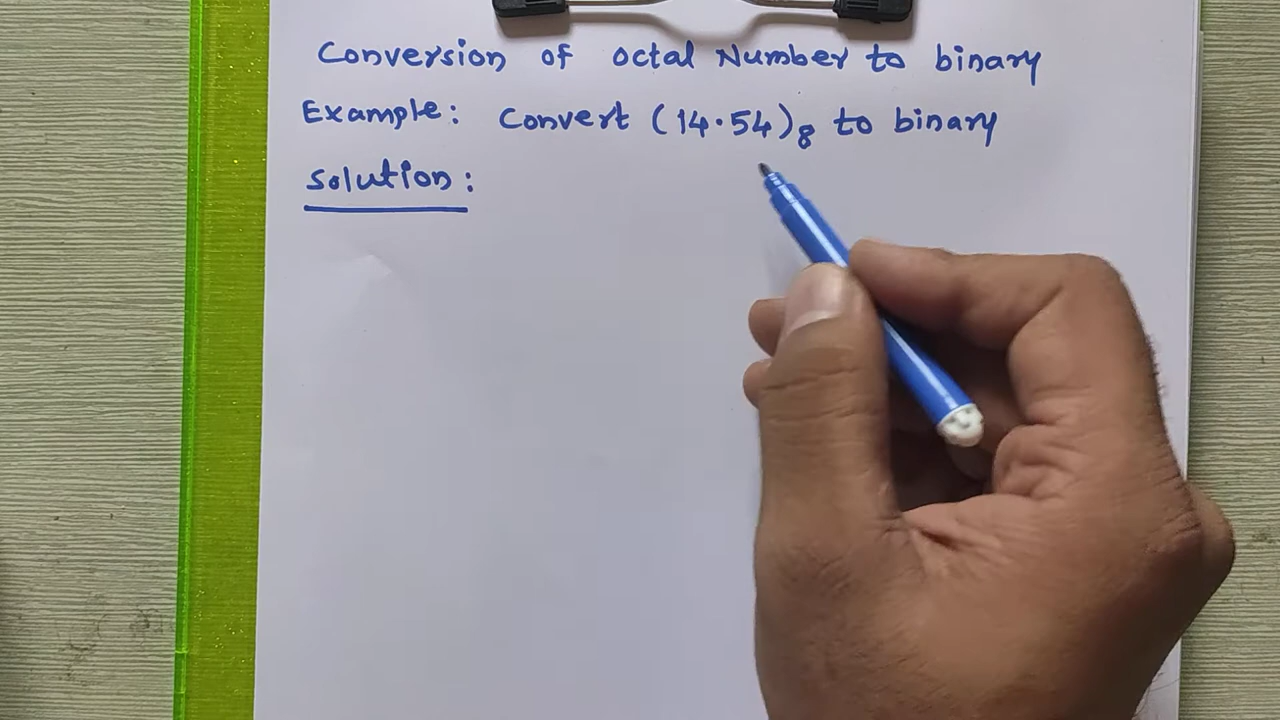 Conversion of octal Number to binary
Example: Convert (14.54)₈ to binary
Solution: